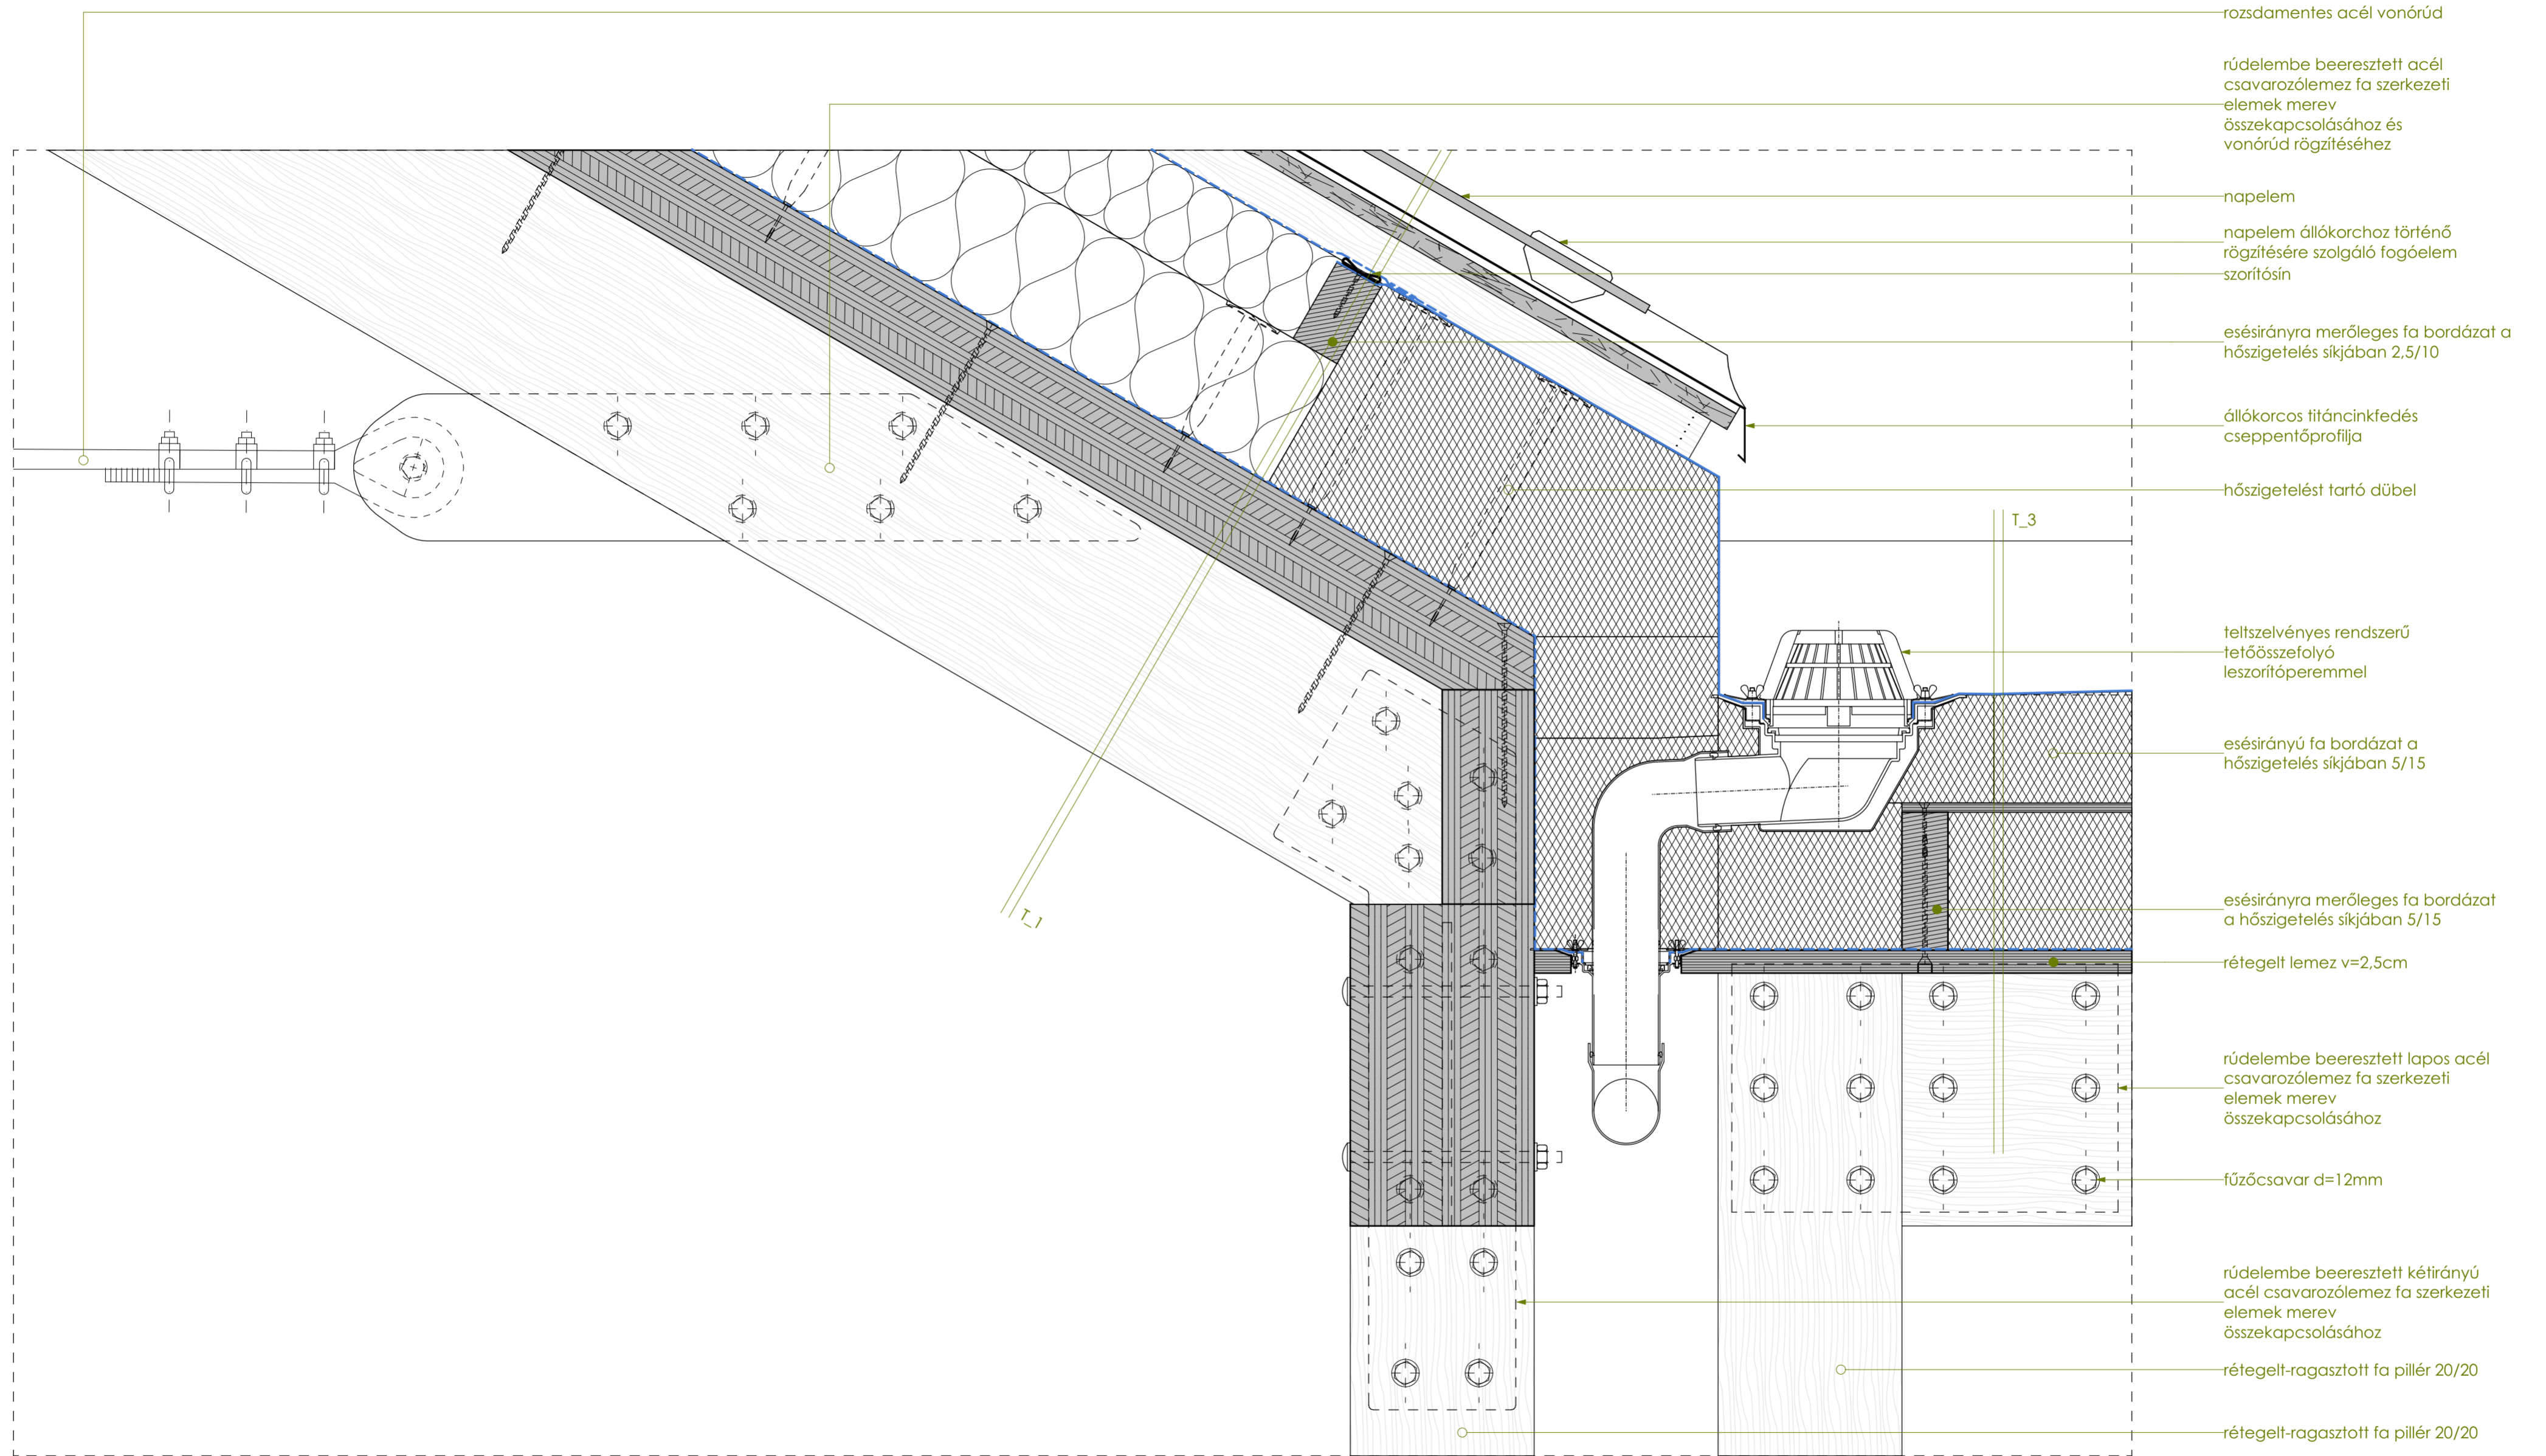 rozsdamentes acél vonórúd
rúdelembe beeresztett acél
csavarozólemez fa szerkezeti
elemek merev
összekapcsolásához és
vonórúd rögzítéséhez
napelem
napelem állókorchoz történő
rögzítésére szolgáló fogóelem
szorítósín
esésirányra merőleges fa bordázat a
hőszigetelés síkjában 2,5/10
állókorcos titáncinkfedés
cseppentőprofilja
hőszigetelést tartó dübel
T_3
teltszelvényes rendszerű
tetőösszefolyó
leszorítóperemmel
esésirányú fa bordázat a
hőszigetelés síkjában 5/15
esésirányra merőleges fa bordázat
a hőszigetelés síkjában 5/15
T_1
rétegelt lemez v=2,5cm
rúdelembe beeresztett lapos acél
csavarozólemez fa szerkezeti
elemek merev
összekapcsolásához
fűzőcsavar d=12mm
rúdelembe beeresztett kétirányú
acél csavarozólemez fa szerkezeti
elemek merev
összekapcsolásához
rétegelt-ragasztott fa pillér 20/20
rétegelt-ragasztott fa pillér 20/20